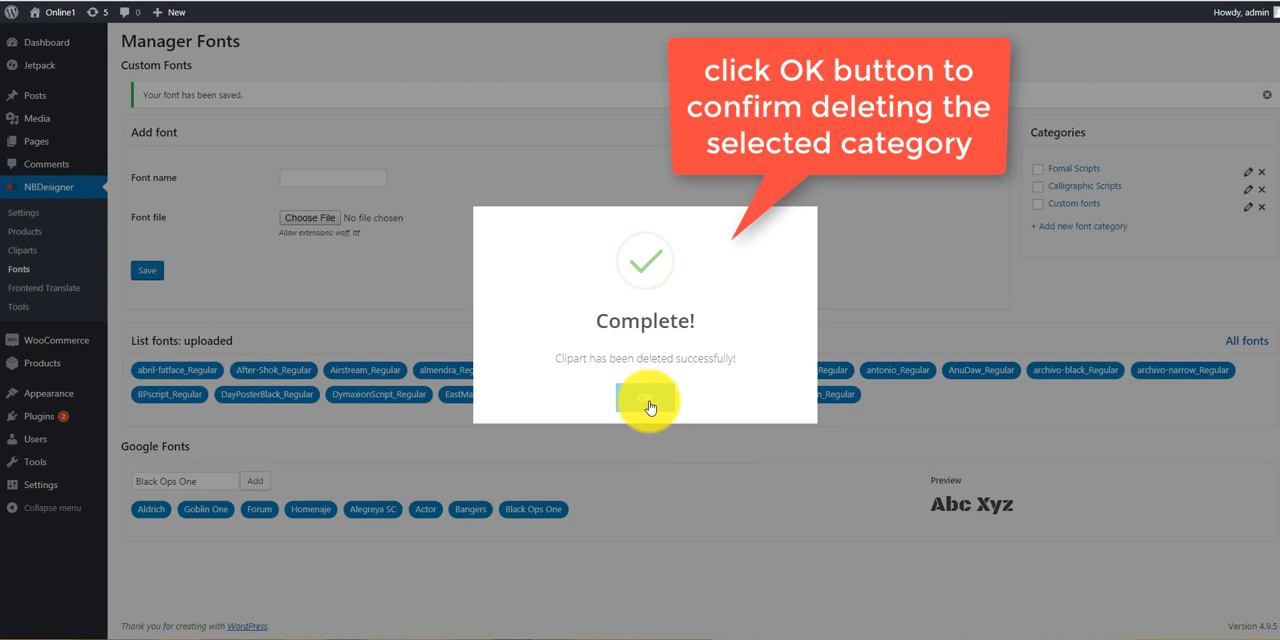 Online1 5 0 New Howdy, admin
Dashboard
Jetpack
Posts
Media
Pages
Comments
NBDesigner
Settings
Products
Cliparts
Fonts
Frontend Translate
Tools
WooCommerce
Products
Appearance
Plugins 2
Users
Tools
Settings
Collapse menu
Manager Fonts
Custom Fonts
Your font has been saved.
Add font
Font name
Font file
Choose File No file chosen
Allow extensions: woff, ttf
Save
click OK button to
confirm deleting the
selected category
Categories
Fomal Scripts
Calligraphic Scripts
Custom fonts
+ Add new font category
Complete!
Clipart has been deleted successfully!
OK
List fonts: uploaded All fonts
abril-fatface_Regular After-Shok_Regular Airstream_Regular antonio_Regular AnuDaw_Regular archivo-black_Regular archivo-narrow_Regular
BPscript_Regular DayPosterBlack_Regular DymaxionScript_Regular
Google Fonts
Black Ops One Add
Aldrich Goblin One Forum Homenaje Alegreya SC Actor Bangers Black Ops One
Preview
Abc Xyz
Thank you for creating with WordPress. Version 4.9.5